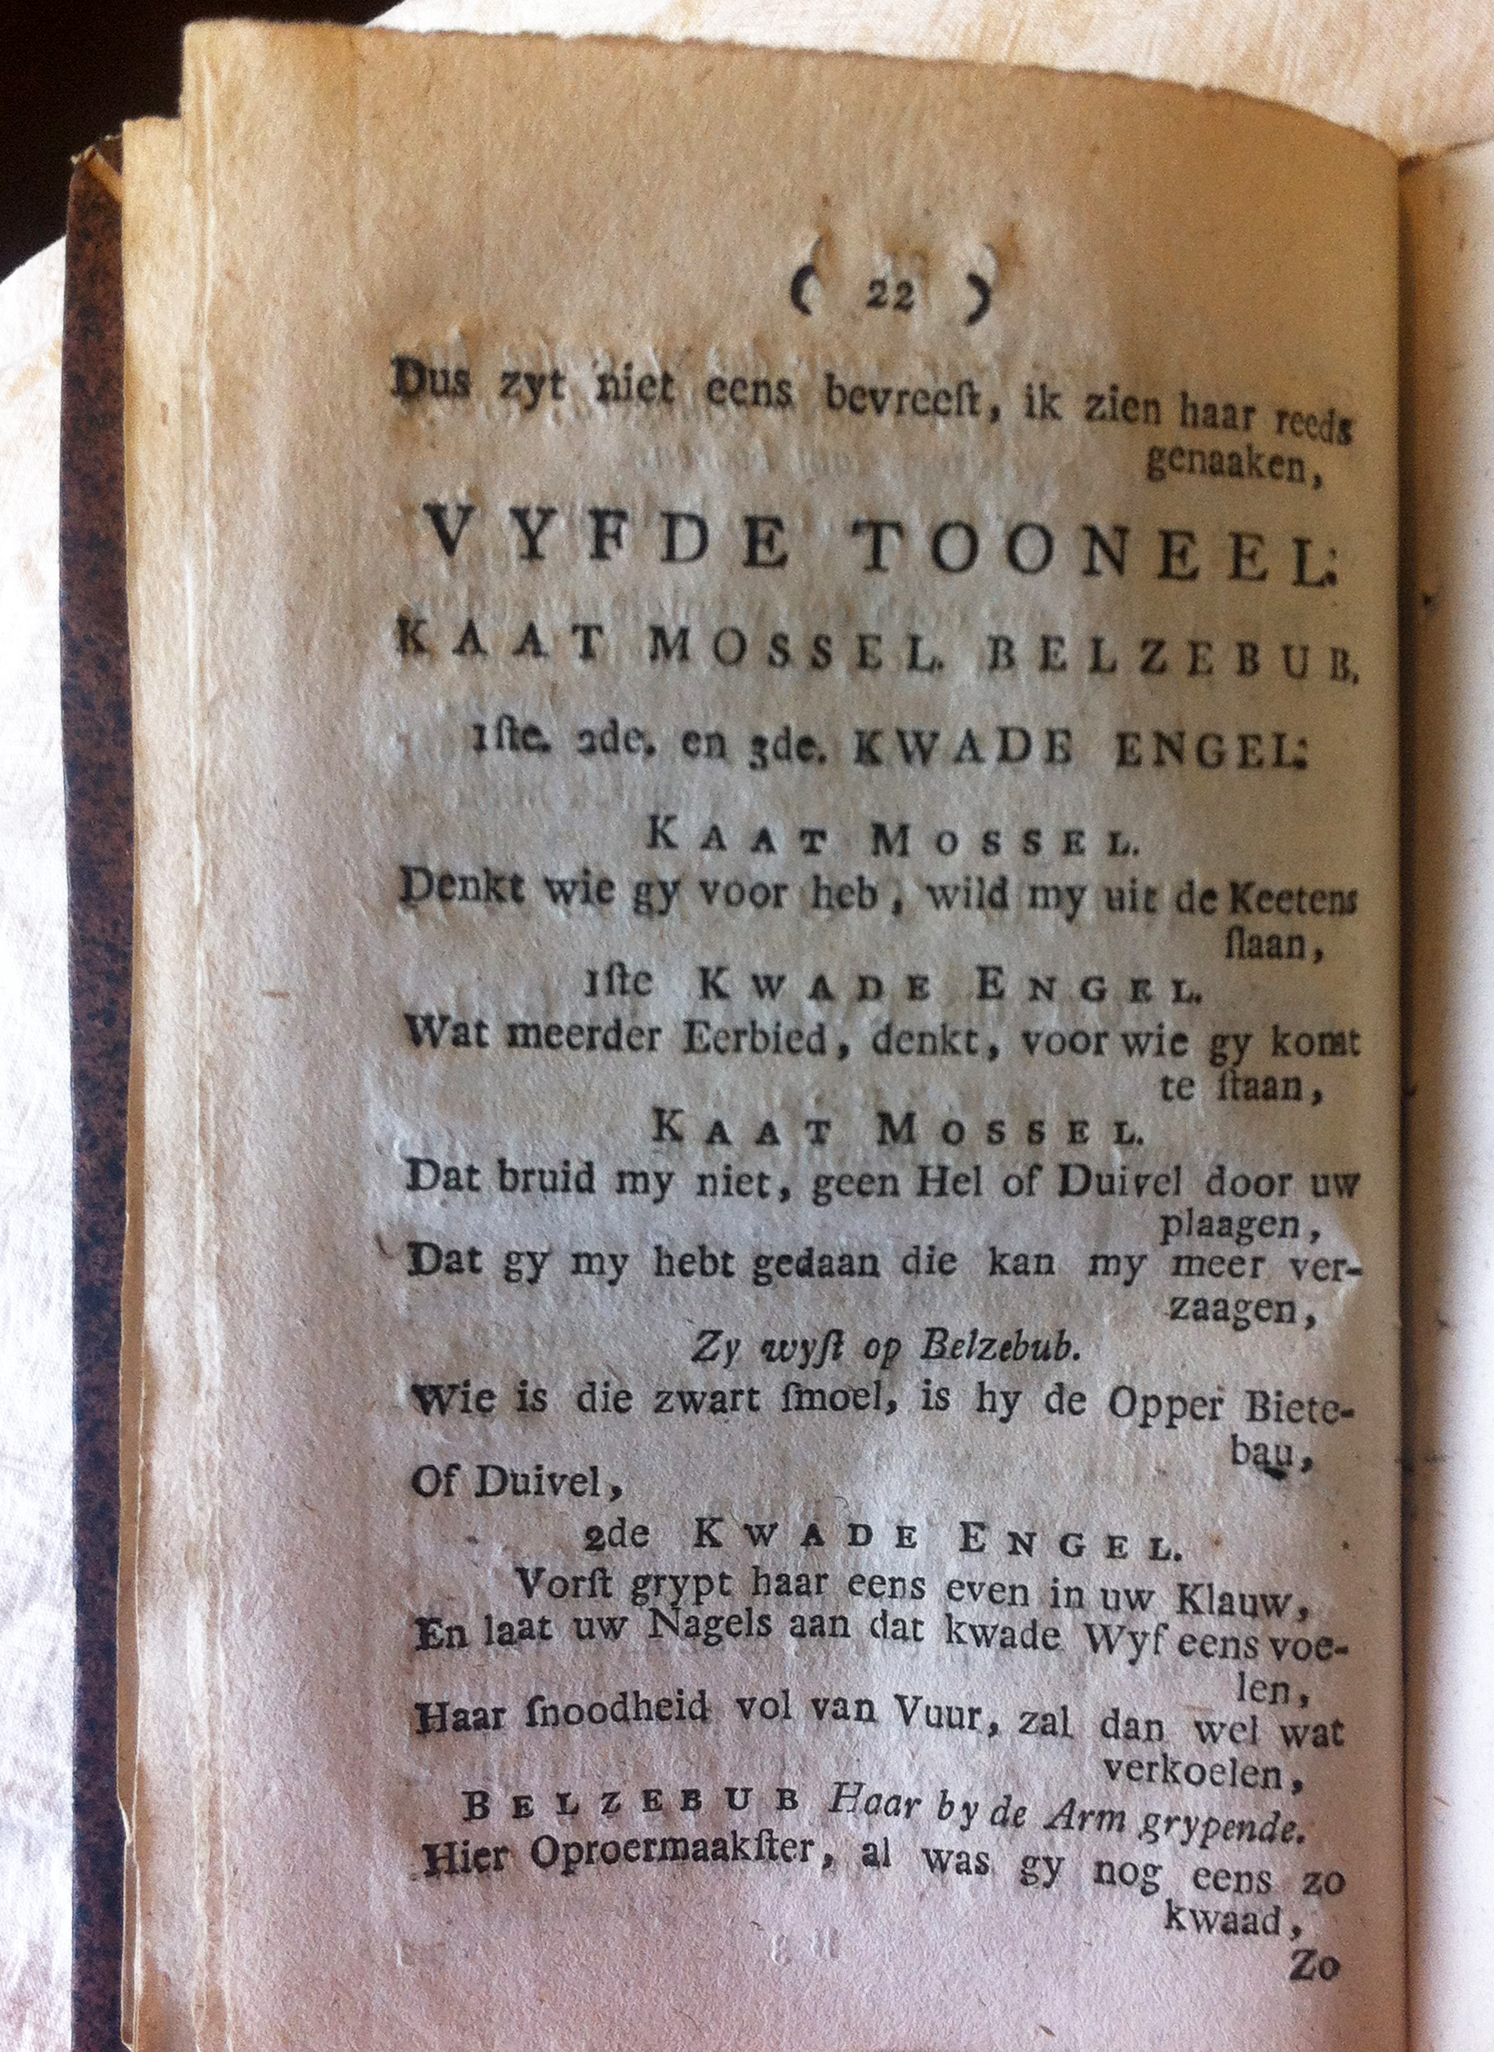 ( 22 )
Dus zyt niet eens bevreeſt, ik zien haar reeds
genaaken,
VYFDE TOONEEL:
KAAT MOSSEL. BELZEBUB,
1ſte. 2de. en 3de. KWADE ENGEL:
KAAT MOSSEL.
Denkt wie gy voor heb, wild my uit de Keetens
ſlaan,
1ſte KWADE ENGEL.
Wat meerder Eerbied, denkt, voor wie gy komt
te ſtaan,
KAAT MOSSEL.
Dat bruid my niet, geen Hel of Duivel door uw
plaagen,
Dat gy my hebt gedaan die kan my meer ver-
zaagen,
Zy wyſt op Belzebub.
Wie is die zwart ſmoel, is hy de Opper Biete-
bau,
Of Duivel,
2de KWADE ENGEL.
Vorſt grypt haar eens even in uw Klauw,
En laat uw Nagels aan dat kwade Wyf eens voe-
len,
Haar ſnoodheid vol van Vuur, zal dan wel wat
verkoelen,
BELZEBUB Haar by de Arm grypende.
Hier Oproermaakſter, al was gy nog eens zo
kwaad,
Zo